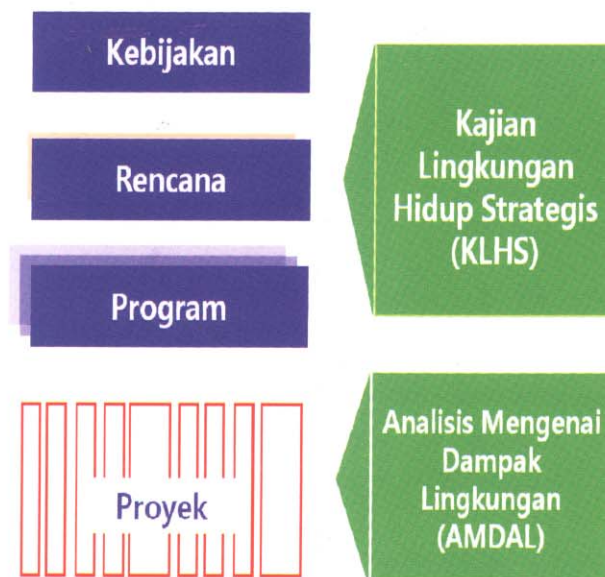 Kebijakan
Rencana
Program
Proyek
Kajian
Lingkungan
Hidup Strategis
(KLHS)
Analisis Mengenai
Dampak
Lingkungan
(AMDAL)